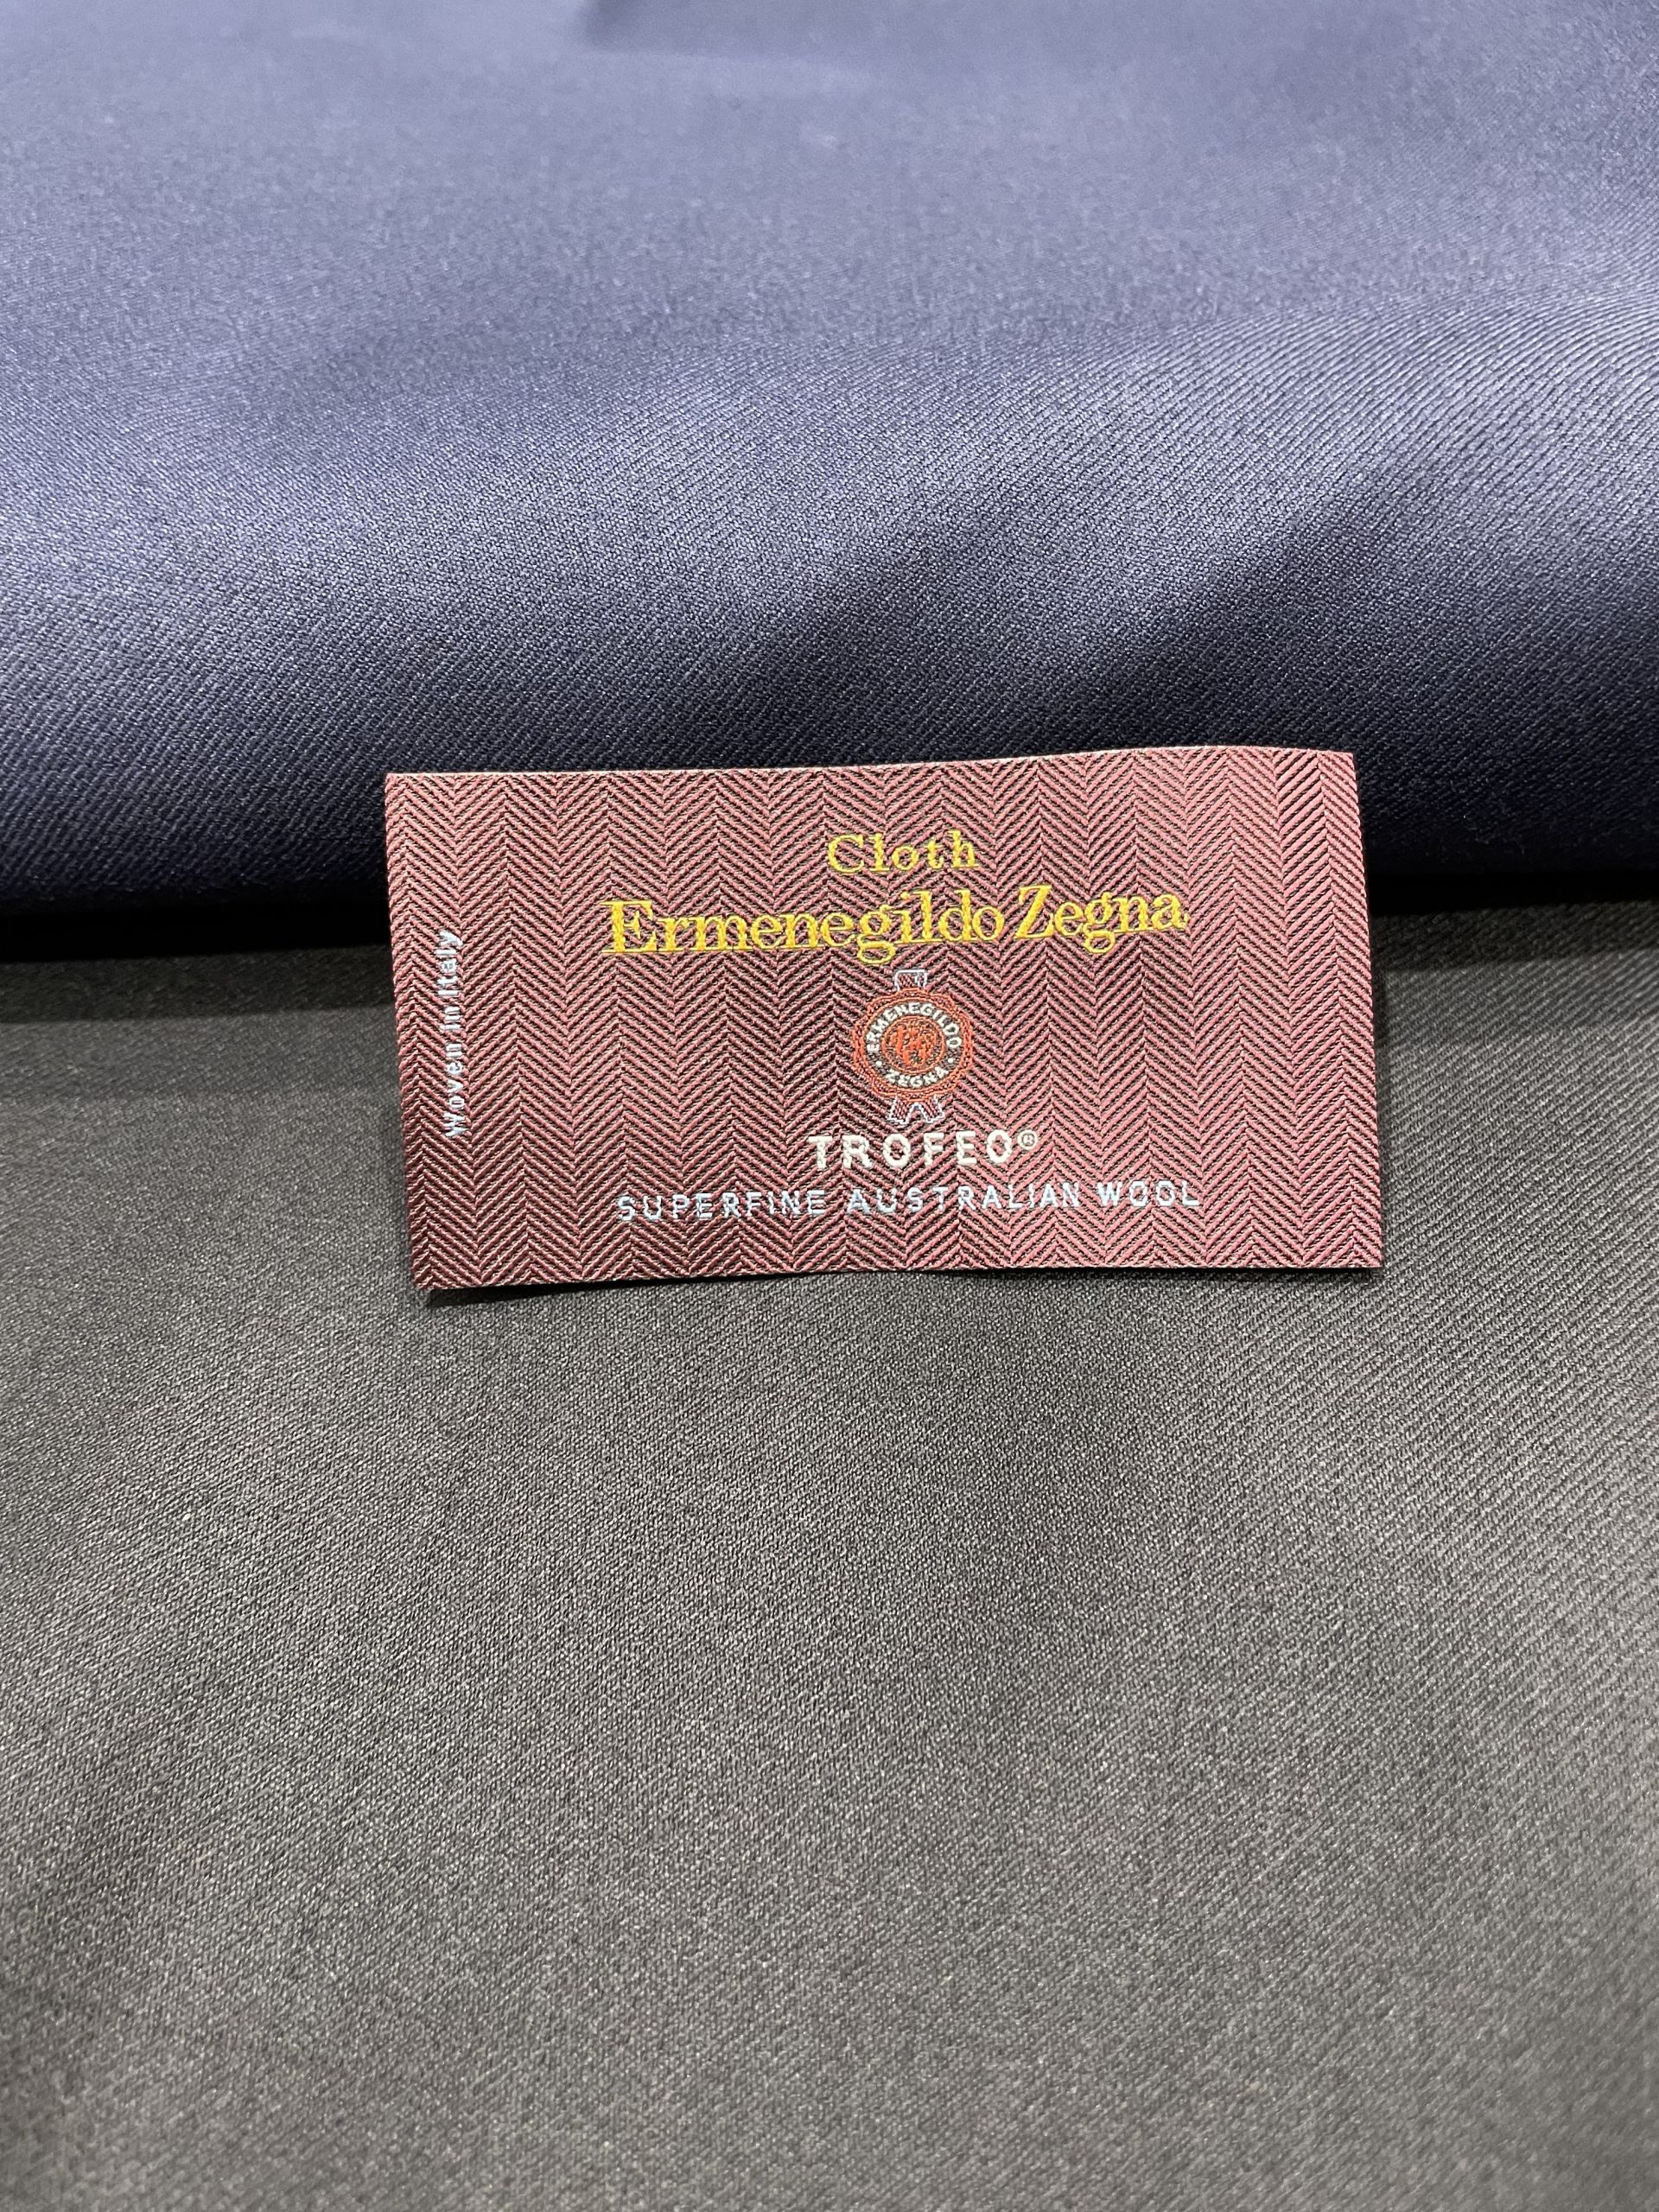 Cloth
Ermenegildo Zegna
ERMENEGILDO
ZEGNA
TROFEO®
SUPERFINE AUSTRALIAN WOOL
Woven in Italy